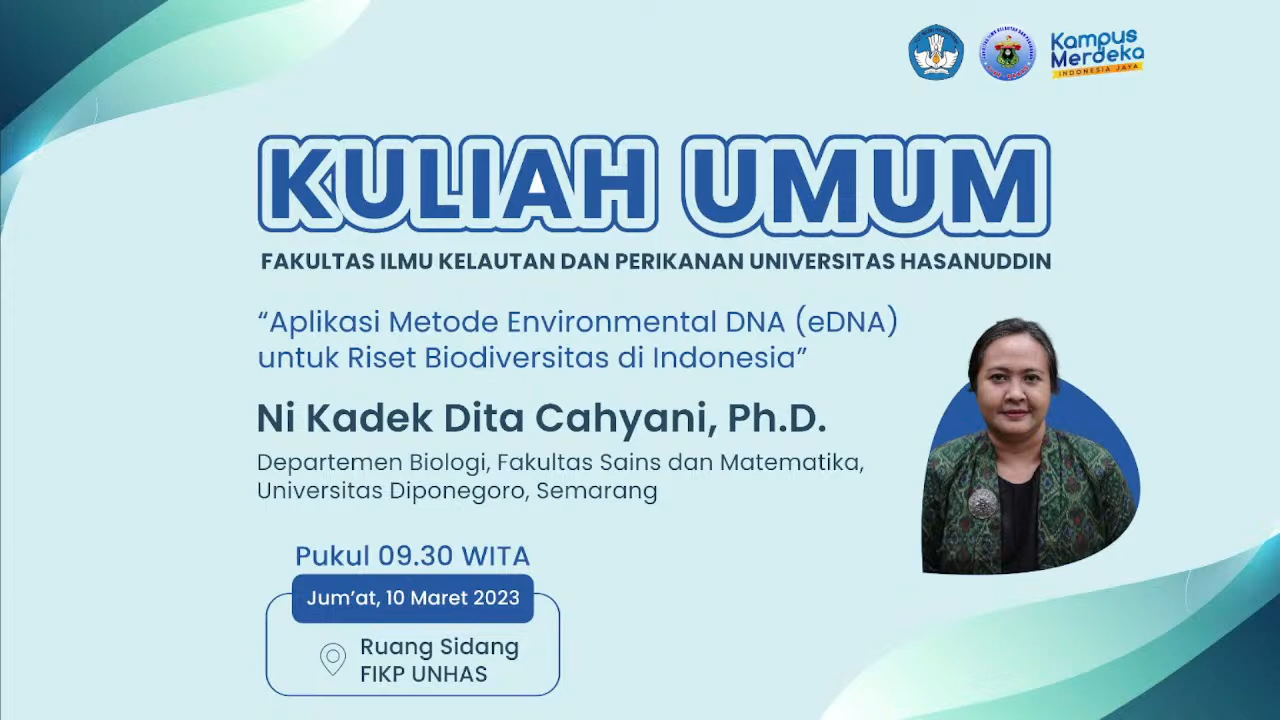 Kampus
Merdeka
INDONESIA JAYA
KULIAH UMUM
FAKULTAS ILMU KELAUTAN DAN PERIKANAN UNIVERSITAS HASANUDDIN
“Aplikasi Metode Environmental DNA (eDNA)
untuk Riset Biodiversitas di Indonesia”
Ni Kadek Dita Cahyani, Ph.D.
Departemen Biologi, Fakultas Sains dan Matematika,
Universitas Diponegoro, Semarang
Pukul 09.30 WITA
Jum’at, 10 Maret 2023
Ruang Sidang
FIKP UNHAS